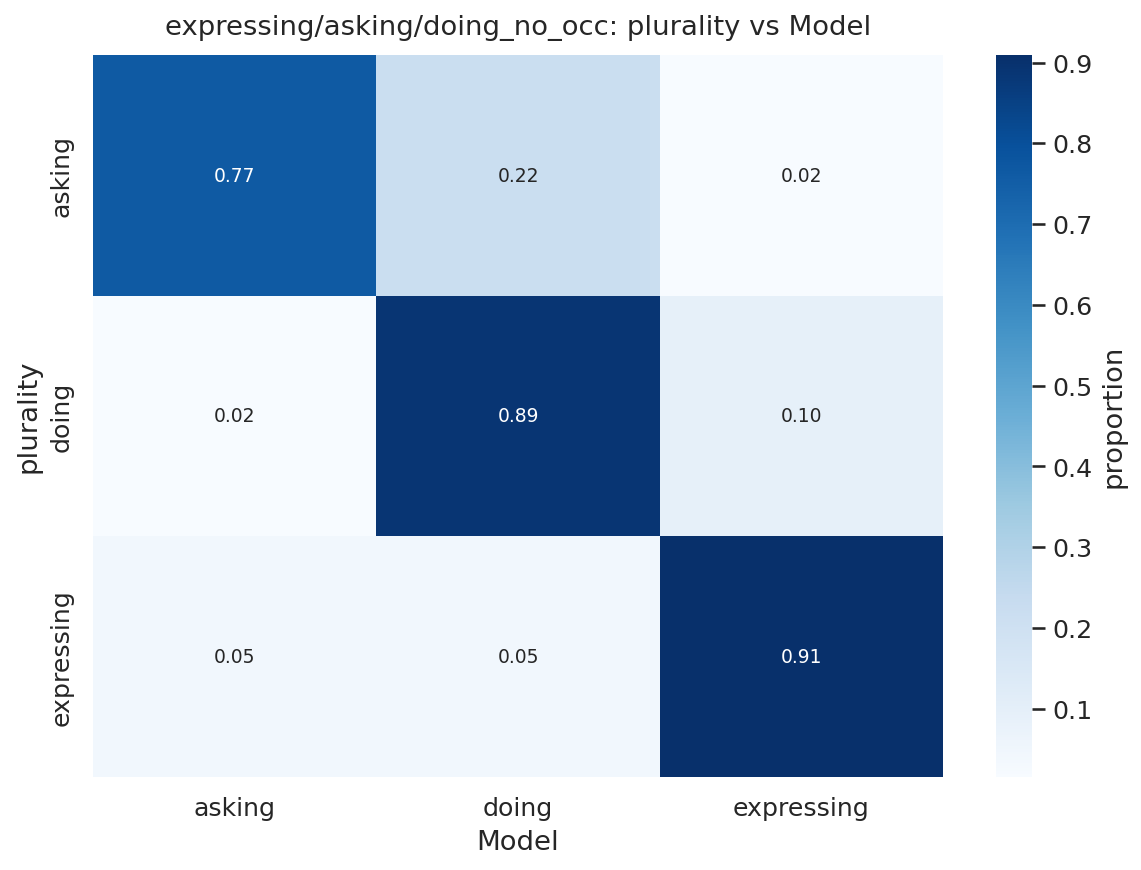 expressing/asking/doing_no_occ: plurality vs Model
plurality
asking
0.77 0.22 0.02
doing
0.02 0.89 0.10
expressing
0.05 0.05 0.91
asking doing expressing
Model
0.9
0.8
0.7
0.6
0.5
0.4
0.3
0.2
0.1
proportion